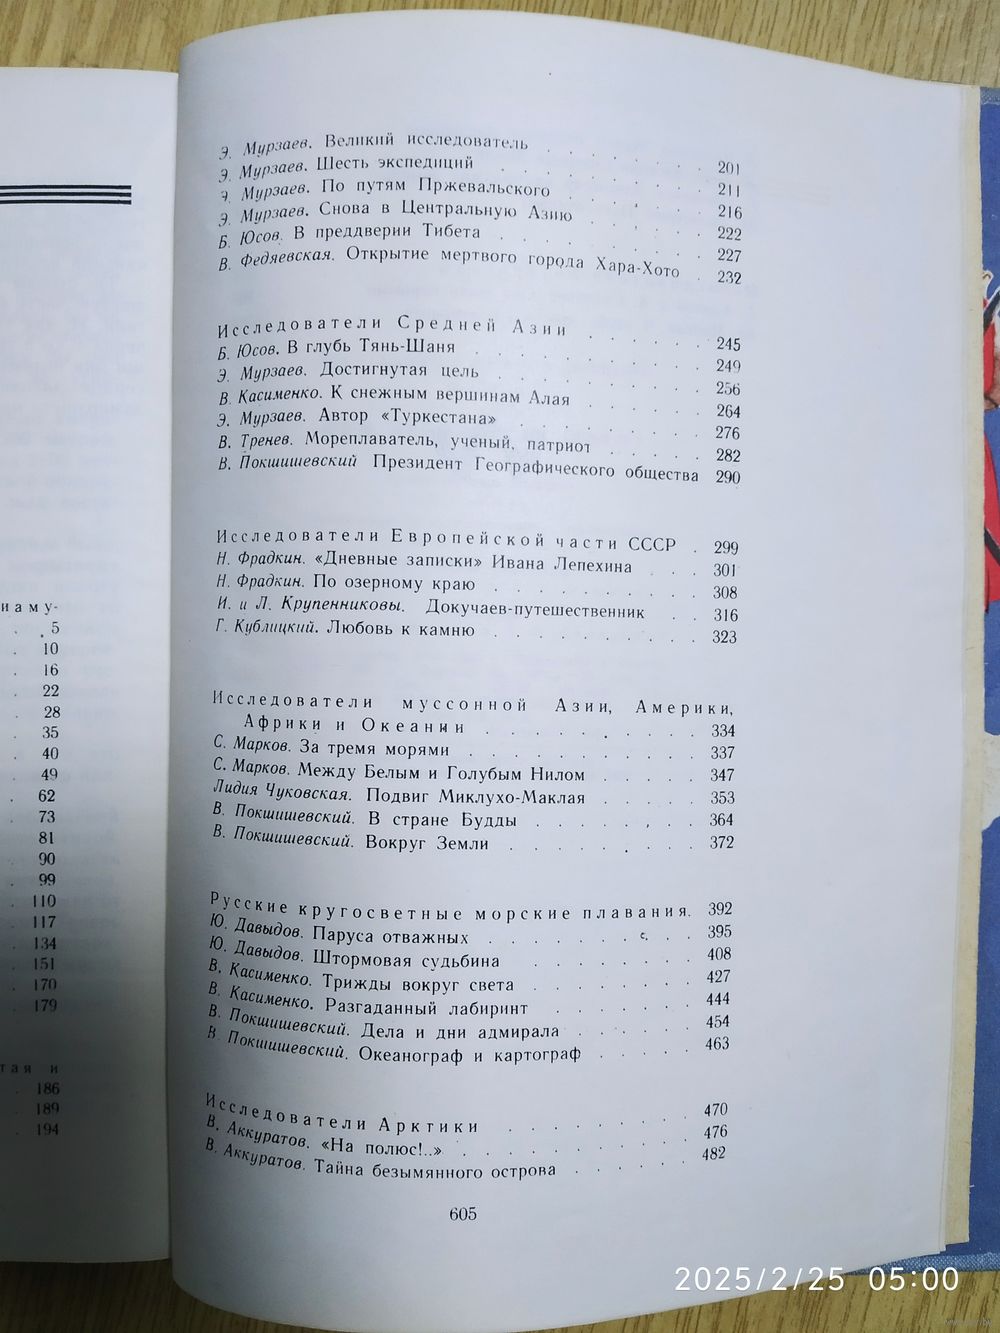 иаму-
. . 5
. 10
. 16
. 22
. 28
. 35
. 40
. 49
. 62
. 73
81
. 90
. 99
. 110
. 117
. 134
. 151
. 170
. 179
тая и
. 186
. 189
. 194
Э. Мурзаев. Великий исследователь . . . . . . 201
Э. Мурзаев. Шесть экспедиций . . . . . . . 211
Э. Мурзаев. По путям Пржевальского . . . . . 216
Э. Мурзаев. Снова в Центральную Азию . . . . . 222
Б. Юсов. В преддверии Тибета . . . . . . . 227
В. Федяевская. Открытие мертвого города Хара-Хото . 232
Исследователи Средней Азии . . . . . . 245
Б. Юсов. В глубь Тянь-Шаня . . . . . . . . 249
Э. Мурзаев. Достигнутая цель . . . . . . . 256
В. Касименко. К снежным вершинам Алая . . . . 264
Э. Мурзаев. Автор «Туркестана» . . . . . . . 276
В. Тренев. Мореплаватель, ученый, патриот . . . . 282
В. Покшишевский Президент Географического общества 290
Исследователи Европейской части СССР . 299
Н. Фрадкин. «Дневные записки» Ивана Лепехина . . . 301
Н. Фрадкин. По озерному краю . . . . . . . . 308
И. и Л. Крупенниковы. Докучаев-путешественник . . 316
Г. Кублицкий. Любовь к камню . . . . . . . . 323
Исследователи муссонной Азии, Америки,
Африки и Океании . . . . . . . . 334
С. Марков. За тремя морями . . . . . . . . . 337
С. Марков. Между Белым и Голубым Нилом . . . . 347
Лидия Чуковская. Подвиг Миклухо-Маклая . . . . 353
В. Покшишевский. В стране Будды . . . . . . . 364
В. Покшишевский. Вокруг Земли . . . . . . . . 372
Русские кругосветные морские плавания. 392
Ю. Давыдов. Паруса отважных . . . . . . . . 395
Ю. Давыдов. Штормовая судьбина . . . . . . . 408
В. Касименко. Трижды вокруг света . . . . . . . 427
В. Касименко. Разгаданный лабиринт . . . . . . 444
В. Покшишевский. Дела и дни адмирала . . . . . 454
В Покшишевский. Океанограф и картограф . . . . 463
Исследователи Арктики . . . . . . . 470
В. Аккуратов. «На полюс!..» . . . . . . . . 476
В. Аккуратов. Тайна безымянного острова . . . . . 482
605
2025/2/25 05:00